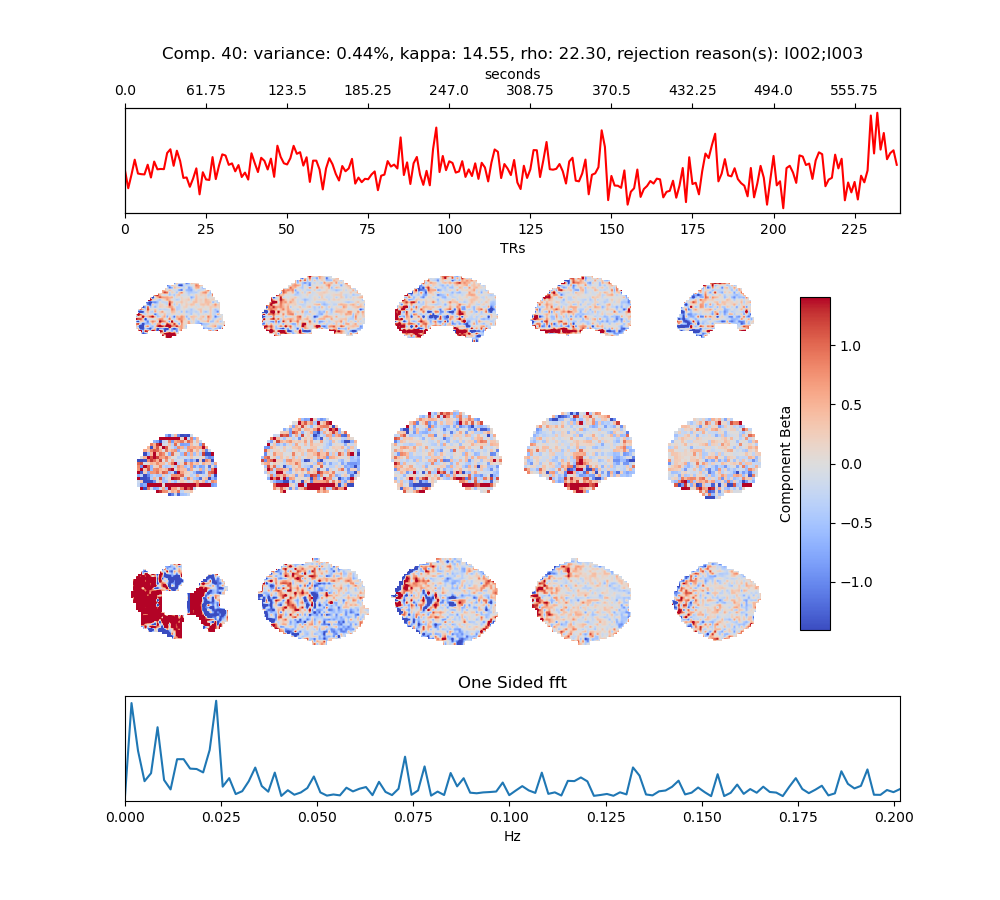 Comp. 40: variance: 0.44%, kappa: 14.55, rho: 22.30, rejection reason(s): I002;I003
seconds
0.0 61.75 123.5 185.25 247.0 308.75 370.5 432.25 494.0 555.75
0 25 50 75 100 125 150 175 200 225
TRs
1.0
0.5
0.0
−0.5
−1.0
Component Beta
One Sided fft
0.000 0.025 0.050 0.075 0.100 0.125 0.150 0.175 0.200
Hz